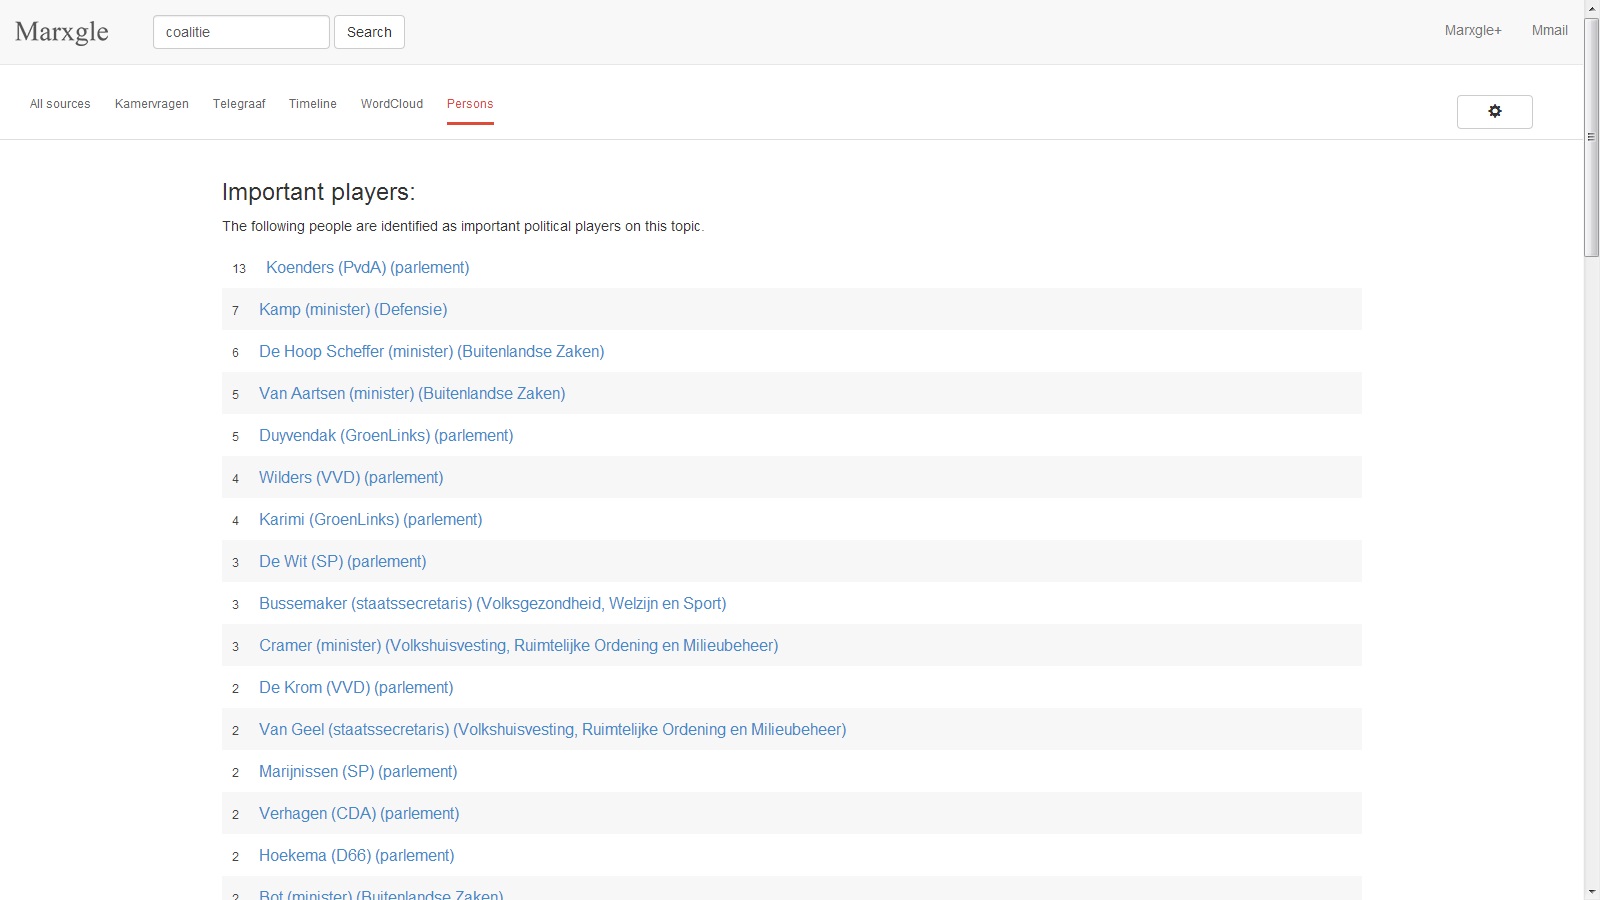 Marxgle
coalitie
Search
Marxgle+
Mmail
All sources
Kamervragen
Telegraaf
Timeline
WordCloud
Persons
Important players:
The following people are identified as important political players on this topic.
13 Koenders (PvdA) (parlement)
7 Kamp (minister) (Defensie)
6 De Hoop Scheffer (minister) (Buitenlandse Zaken)
5 Van Aartsen (minister) (Buitenlandse Zaken)
5 Duyvendak (GroenLinks) (parlement)
4 Wilders (VVD) (parlement)
4 Karimi (GroenLinks) (parlement)
3 De Wit (SP) (parlement)
3 Bussemaker (staatssecretaris) (Volksgezondheid, Welzijn en Sport)
3 Cramer (minister) (Volkshuisvesting, Ruimtelijke Ordening en Milieubeheer)
2 De Krom (VVD) (parlement)
2 Van Geel (staatssecretaris) (Volkshuisvesting, Ruimtelijke Ordening en Milieubeheer)
2 Marijnissen (SP) (parlement)
2 Verhagen (CDA) (parlement)
2 Hoekema (D66) (parlement)
2 Bot (minister) (Buitenlandse Zaken)